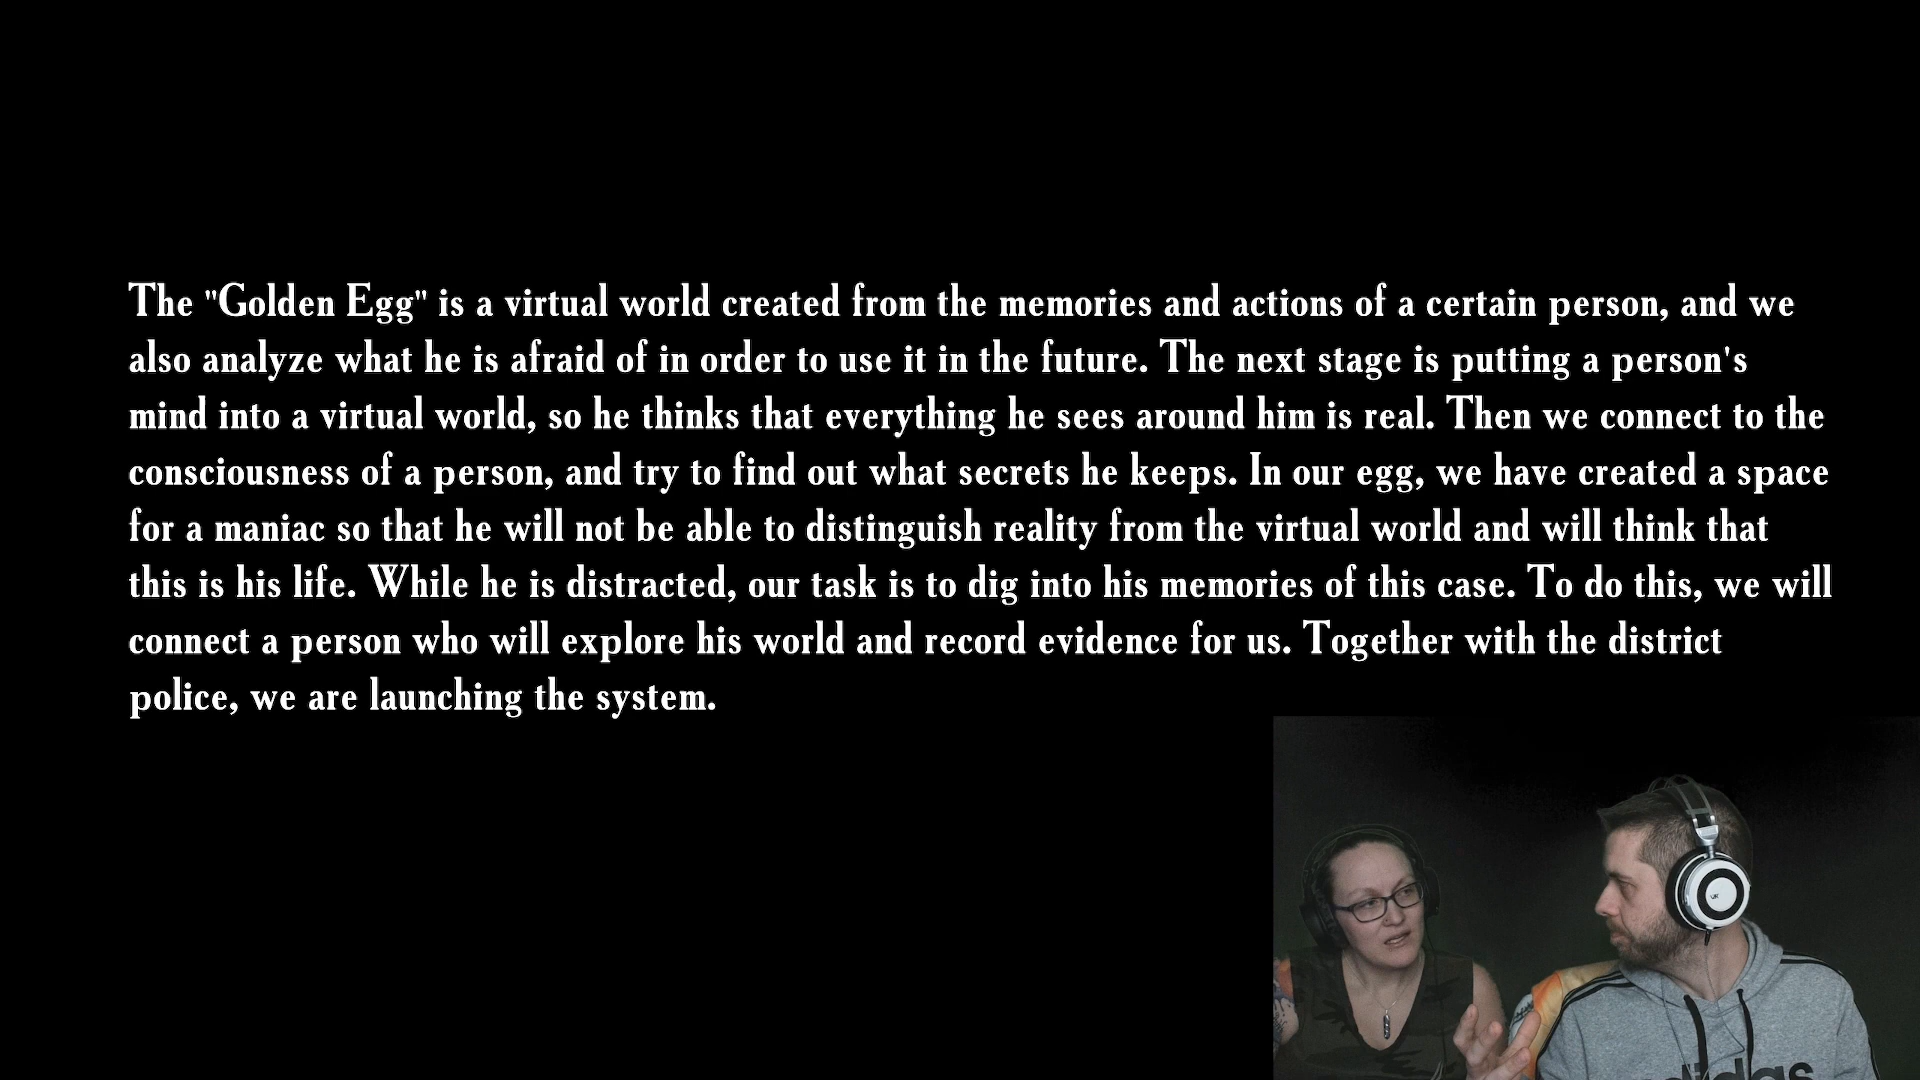 The "Golden Egg" is a virtual world created from the memories and actions of a certain person, and we
also analyze what he is afraid of in order to use it in the future. The next stage is putting a person's
mind into a virtual world, so he thinks that everything he sees around him is real. Then we connect to the
consciousness of a person, and try to find out what secrets he keeps. In our egg, we have created a space
for a maniac so that he will not be able to distinguish reality from the virtual world and will think that
this is his life. While he is distracted, our task is to dig into his memories of this case. To do this, we will
connect a person who will explore his world and record evidence for us. Together with the district
police, we are launching the system.
adidas